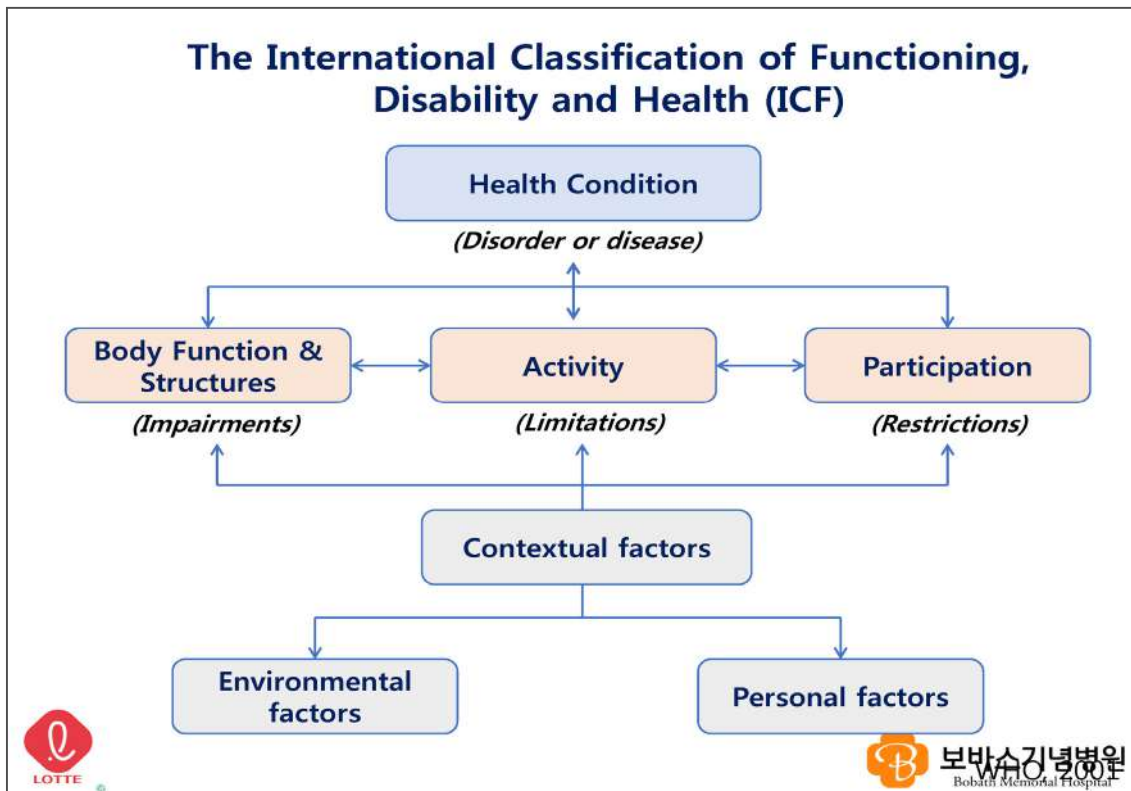 The International Classification of Functioning,
Disability and Health (ICF)
Health Condition
(Disorder or disease)
Body Function &
Structures
Activity
Participation
(Impairments)
(Limitations)
(Restrictions)
Contextual factors
Environmental
factors
Personal factors
LOTTE
보바스기념병원
WHO, 2001
Bobath Memorial Hospital